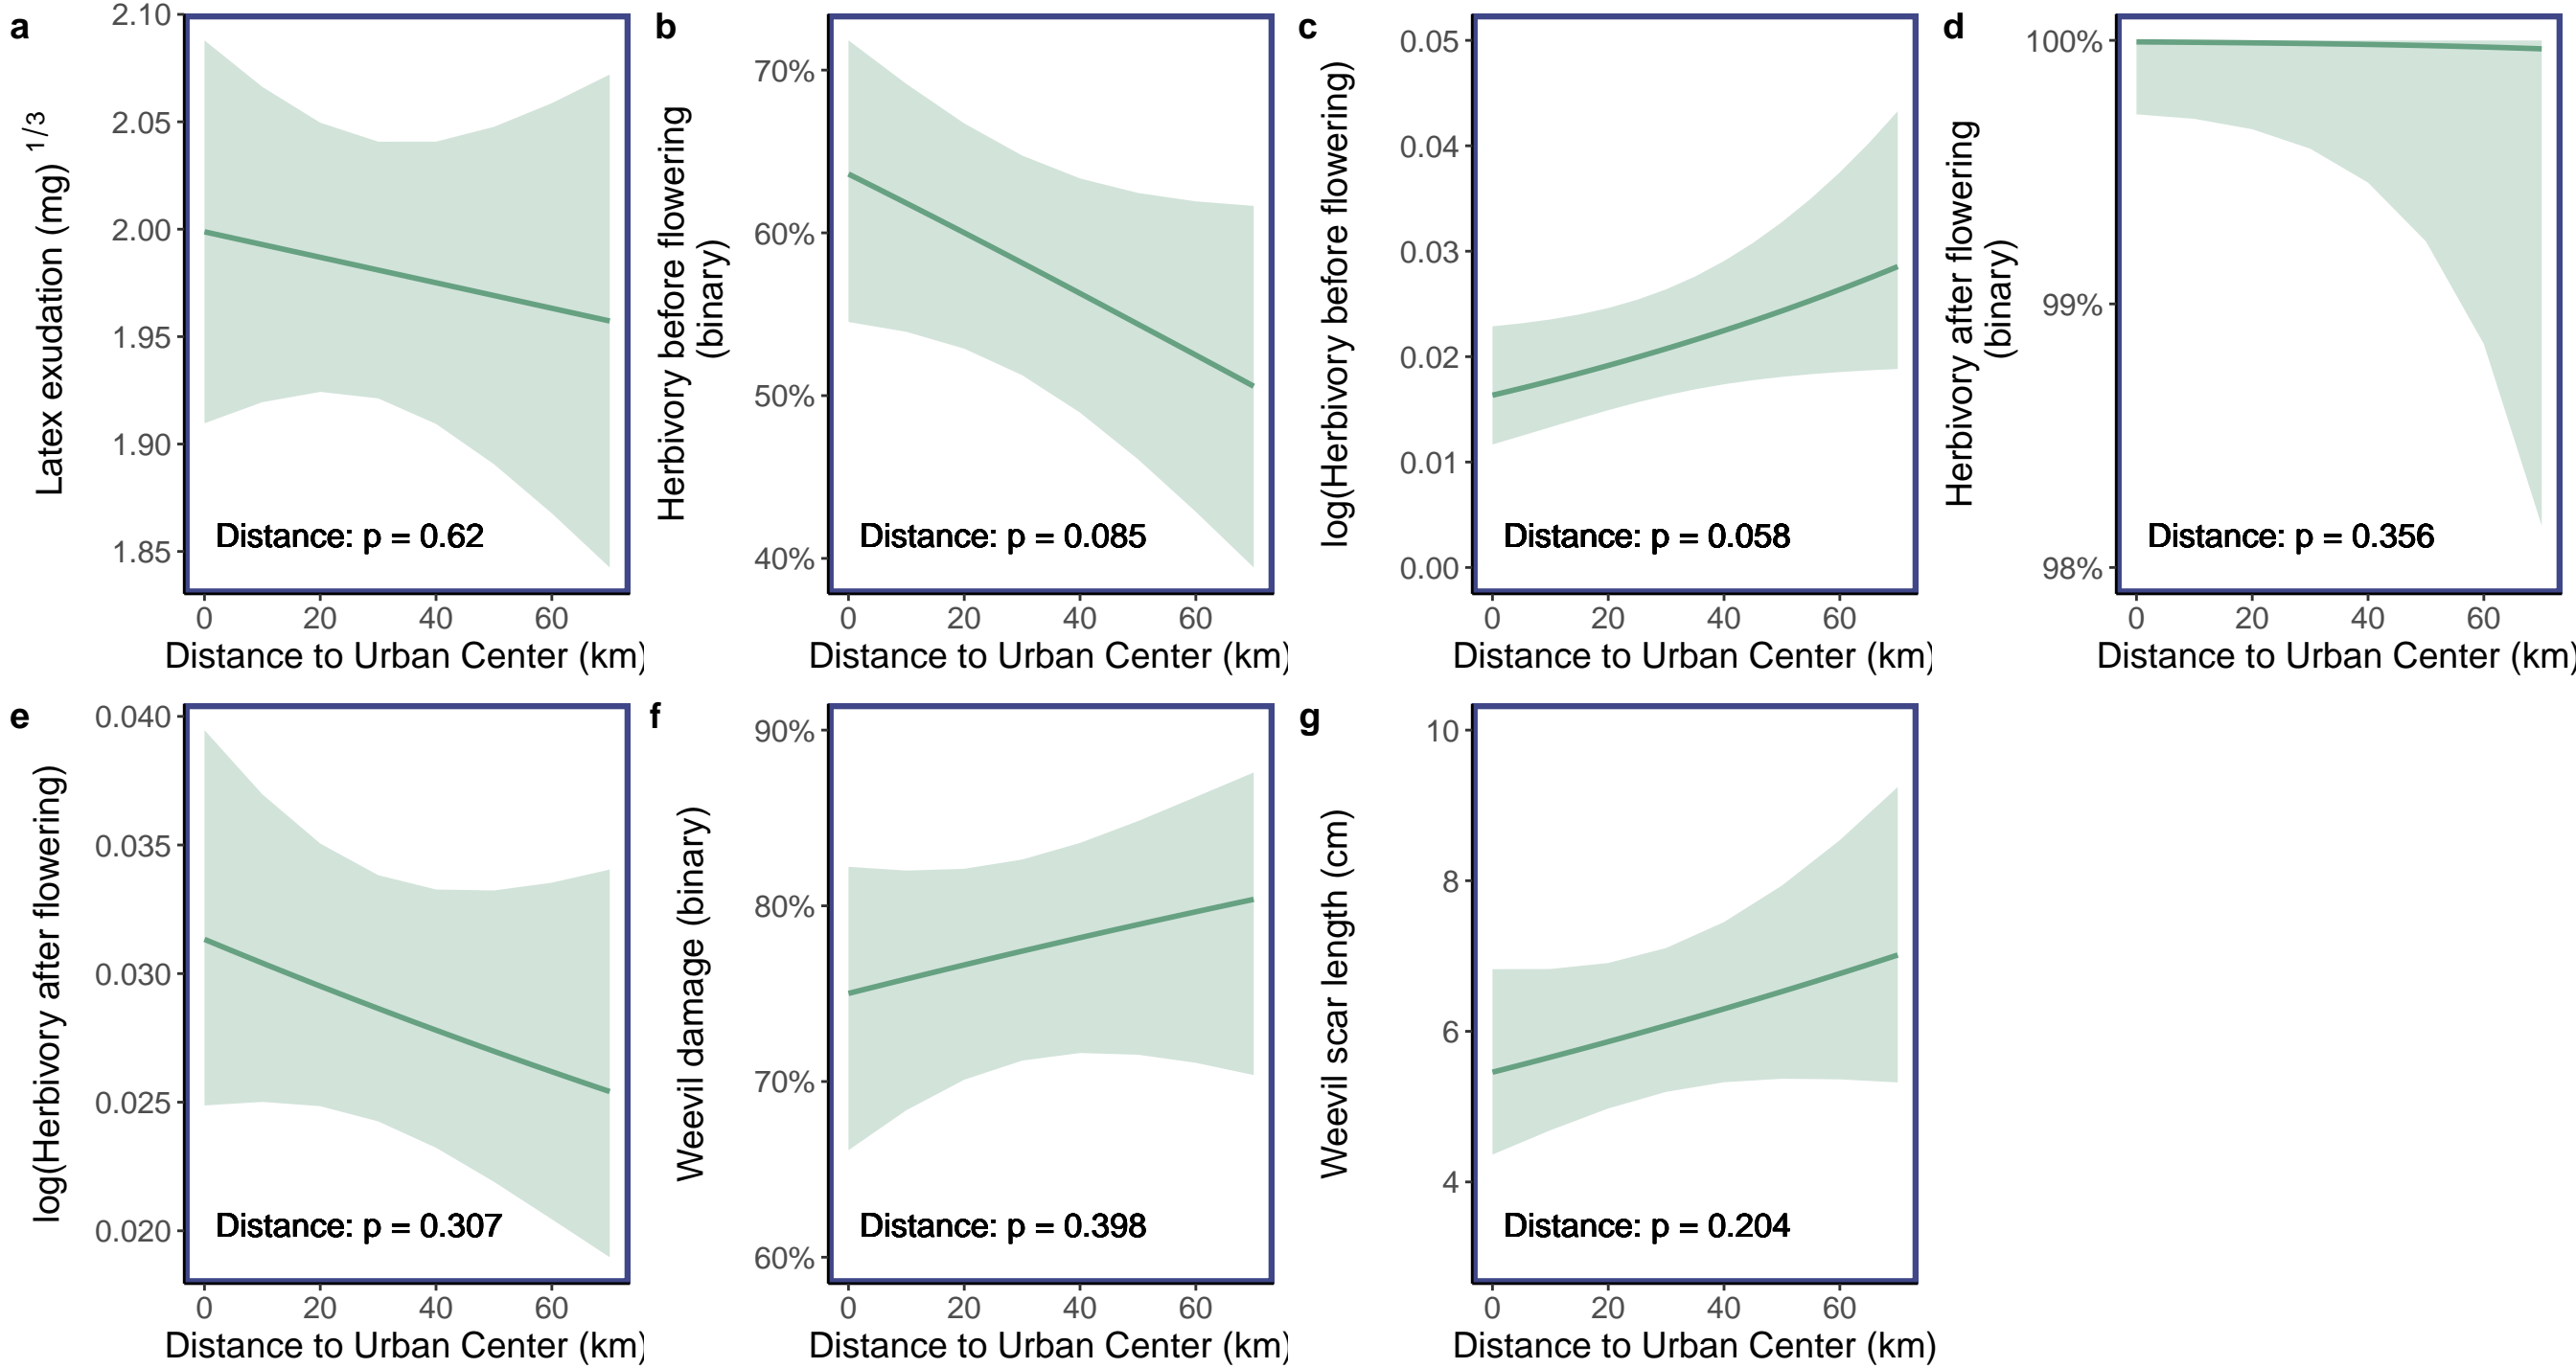 a
Latex exudation (mg) 1/3
2.10
2.05
2.00
1.95
1.90
1.85
Distance: p = 0.62
0 20 40 60
Distance to Urban Center (km)
b
Herbivory before flowering
(binary)
70%
60%
50%
40%
Distance: p = 0.085
0 20 40 60
Distance to Urban Center (km)
c
log(Herbivory before flowering)
0.05
0.04
0.03
0.02
0.01
0.00
Distance: p = 0.058
0 20 40 60
Distance to Urban Center (km)
d
Herbivory after flowering
(binary)
100%
99%
98%
Distance: p = 0.356
0 20 40 60
Distance to Urban Center (km)
e
log(Herbivory after flowering)
0.040
0.035
0.030
0.025
0.020
Distance: p = 0.307
0 20 40 60
Distance to Urban Center (km)
f
Weevil damage (binary)
90%
80%
70%
60%
Distance: p = 0.398
0 20 40 60
Distance to Urban Center (km)
g
Weevil scar length (cm)
10
8
6
4
Distance: p = 0.204
0 20 40 60
Distance to Urban Center (km)